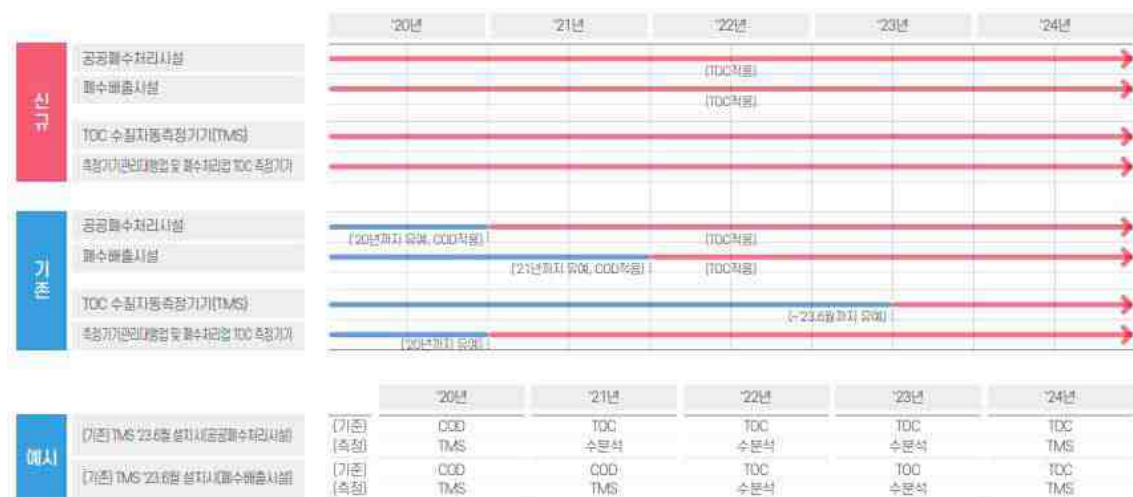 '20년 '21년 '22년 '23년 '24년
신규
공공폐수처리시설
(TOC적용)
폐수배출시설
(TOC적용)
TOC 수질자동측정기기(TMS)
측정기기관리대행업 및 폐수처리업 TOC 측정기기
기존
공공폐수처리시설
('20년까지 유예, COD적용) (TOC적용)
폐수배출시설
('21년까지 유예, COD적용) (TOC적용)
TOC 수질자동측정기기(TMS)
(~'23.6월까지 유예)
측정기기관리대행업 및 폐수처리업 TOC 측정기기
('20년까지 유예)
'20년 '21년 '22년 '23년 '24년
예시
(기존) TMS '23.6월 설치시(공공폐수처리시설)
(기준) COD TOC TOC TOC TOC
(측정) TMS 수분석 수분석 수분석 TMS
(기존) TMS '23.6월 설치시(폐수배출시설)
(기준) COD COD TOC TOC TOC
(측정) TMS TMS 수분석 수분석 TMS